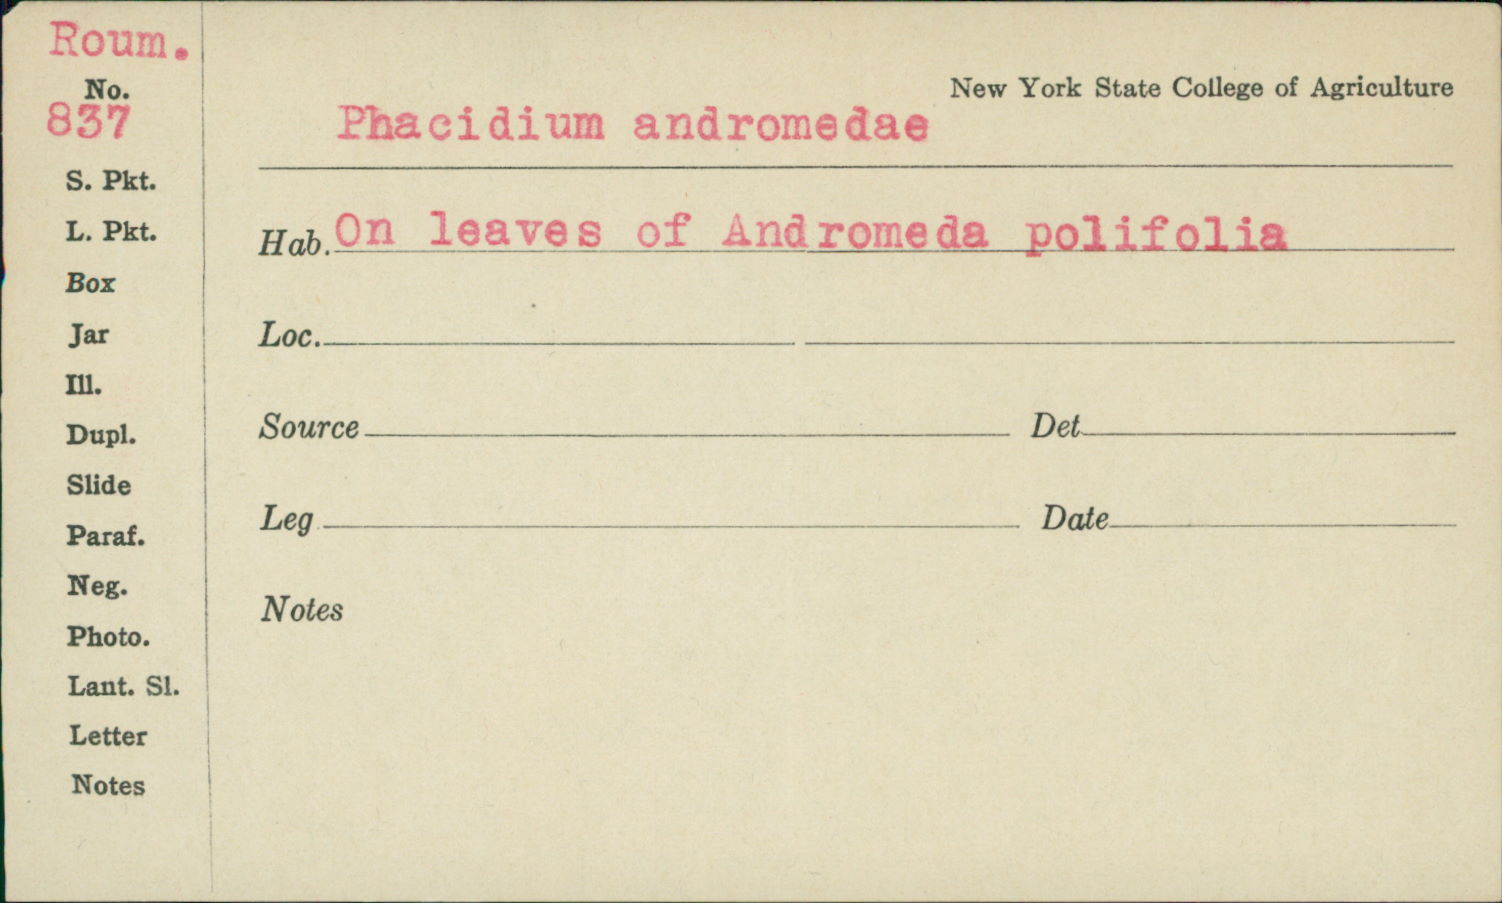 Roum.
No.
837
S. Pkt.
L. Pkt.
Box
Jar
Ill.
Dupl.
Slide
Paraf.
Neg.
Photo.
Lant. Sl.
Letter
Notes
New York State College of Agriculture
Phacidium andromedae
Hab. On leaves of Andromeda polifolia
Loc.
Source Det
Leg Date
Notes